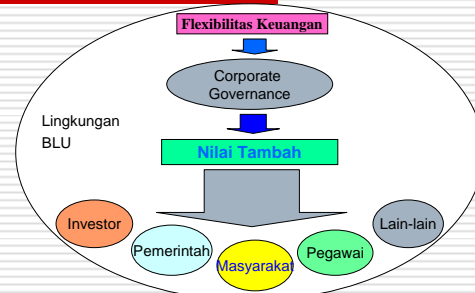 Flexibilitas Keuangan
Corporate
Governance
Lingkungan
BLU
Nilai Tambah
Investor
Lain-lain
Pemerintah
Pegawai
Masyarakat